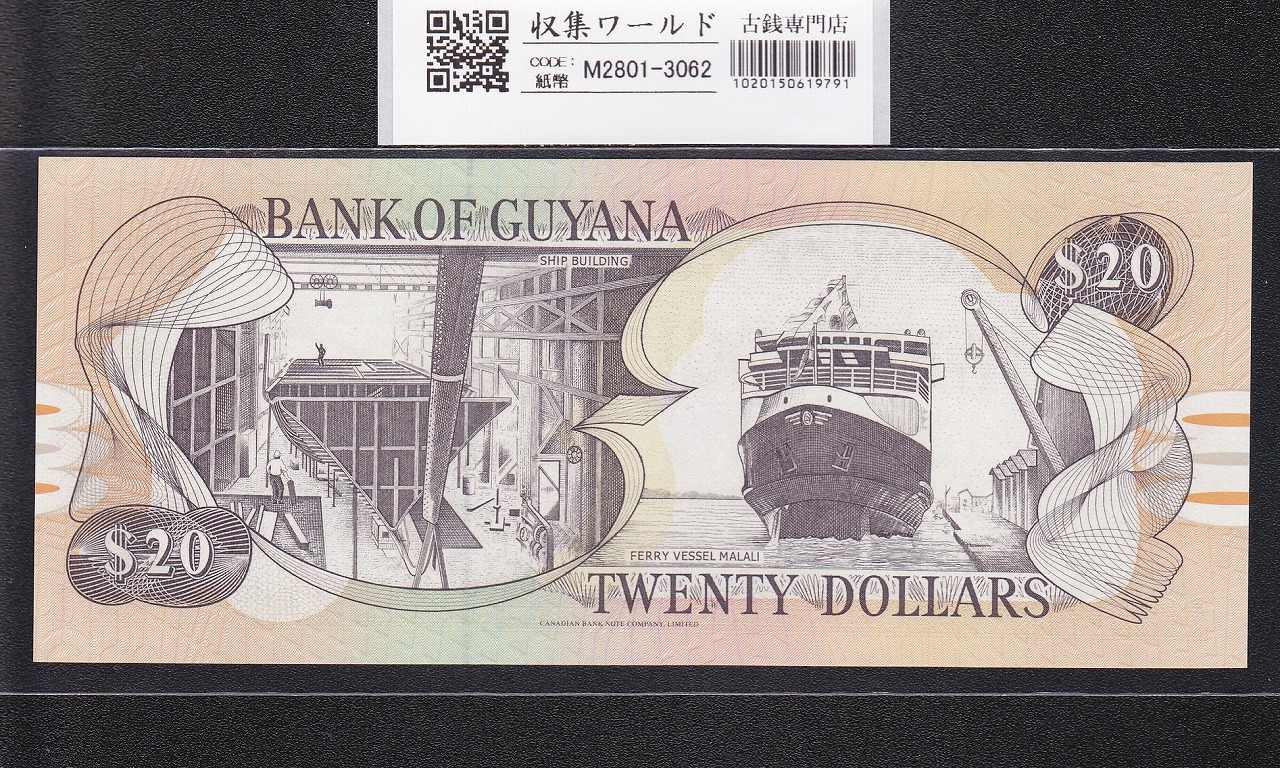 収集ワールド 古銭専門店
CODE:
紙幣 M2801-3062
1020150619791
BANK OF GUYANA
SHIP BUILDING
$20
$20
FERRY VESSEL MALALI
TWENTY DOLLARS
CANADIAN BANK NOTE COMPANY, LIMITED